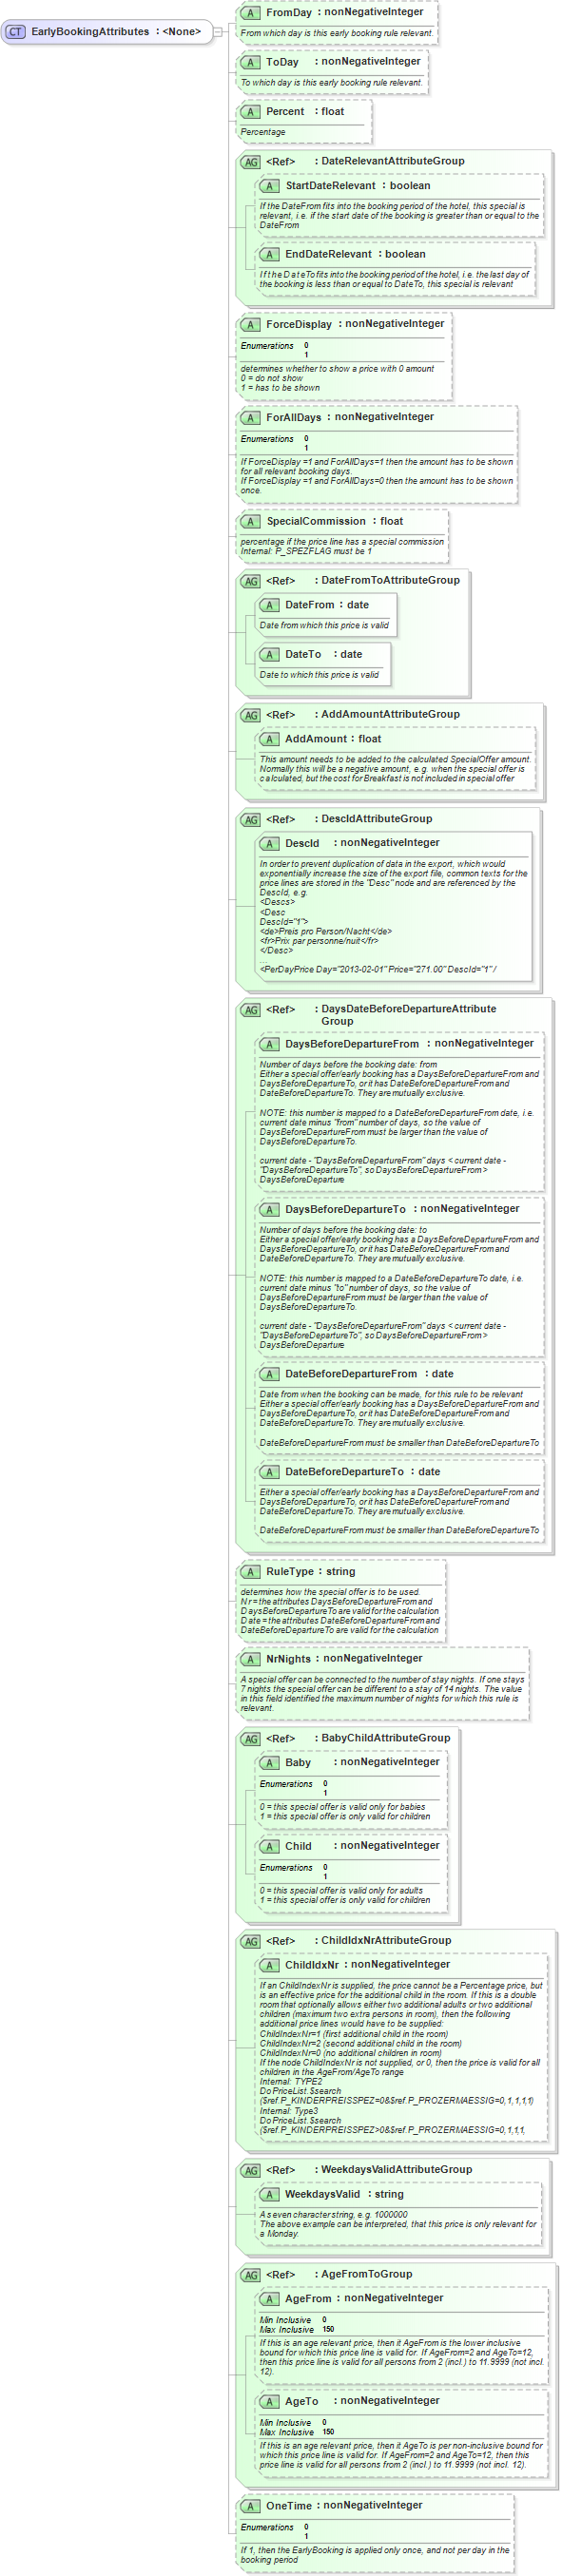 CT EarlyBookingAttributes : <None>
A FromDay : nonNegativeInteger
From which day is this early booking rule relevant.
A ToDay : nonNegativeInteger
To which day is this early booking rule relevant.
A Percent : float
Percentage
AG <Ref> : DateRelevantAttributeGroup
A StartDateRelevant : boolean
If the DateFrom fits into the booking period of the hotel, this special is
relevant, i.e. if the start date of the booking is greater than or equal to the
DateFrom
A EndDateRelevant : boolean
If the DateTo fits into the booking period of the hotel, i.e. the last day of
the booking is less than or equal to DateTo, this special is relevant
A ForceDisplay : nonNegativeInteger
Enumerations 0
1
determines whether to show a price with 0 amount
0 = do not show
1 = has to be shown
A ForAllDays : nonNegativeInteger
Enumerations 0
1
If ForceDisplay =1 and ForAllDays=1 then the amount has to be shown
for all relevant booking days.
If ForceDisplay =1 and ForAllDays=0 then the amount has to be shown
once.
A SpecialCommission : float
percentage if the price line has a special commission
Internal: P_SPEZFLAG must be 1
AG <Ref> : DateFromToAttributeGroup
A DateFrom : date
Date from which this price is valid
A DateTo : date
Date to which this price is valid
AG <Ref> : AddAmountAttributeGroup
A AddAmount : float
This amount needs to be added to the calculated SpecialOffer amount.
Normally this will be a negative amount, e.g. when the special offer is
calculated, but the cost for Breakfast is not included in special offer
AG <Ref> : DescIdAttributeGroup
A DescId : nonNegativeInteger
In order to prevent duplication of data in the export, which would
exponentially increase the size of the export file, common texts for the
price lines are stored in the "Desc" node and are referenced by the
DescId, e.g.
<Descs>
<Desc
DescId="1">
<de>Preis pro Person/Nacht</de>
<fr>Prix par personne/nuit</fr>
</Desc>
...
<PerDayPrice Day="2013-02-01" Price="271.00" DescId="1" /
AG <Ref> : DaysDateBeforeDepartureAttribute
Group
A DaysBeforeDepartureFrom : nonNegativeInteger
Number of days before the booking date: from
Either a special offer/early booking has a DaysBeforeDepartureFrom and
DaysBeforeDepartureTo, or it has DateBeforeDepartureFrom and
DateBeforeDepartureTo. They are mutually exclusive.
NOTE: this number is mapped to a DateBeforeDepartureFrom date, i.e.
current date minus "from" number of days, so the value of
DaysBeforeDepartureFrom must be larger than the value of
DaysBeforeDepartureTo.
current date - "DaysBeforeDepartureFrom" days < current date -
"DaysBeforeDepartureTo", so DaysBeforeDepartureFrom >
DaysBeforeDeparture
A DaysBeforeDepartureTo : nonNegativeInteger
Number of days before the booking date: to
Either a special offer/early booking has a DaysBeforeDepartureFrom and
DaysBeforeDepartureTo, or it has DateBeforeDepartureFrom and
DateBeforeDepartureTo. They are mutually exclusive.
NOTE: this number is mapped to a DateBeforeDepartureTo date, i.e.
current date minus "to" number of days, so the value of
DaysBeforeDepartureFrom must be larger than the value of
DaysBeforeDepartureTo.
current date - "DaysBeforeDepartureFrom" days < current date -
"DaysBeforeDepartureTo", so DaysBeforeDepartureFrom >
DaysBeforeDeparture
A DateBeforeDepartureFrom : date
Date from when the booking can be made, for this rule to be relevant
Either a special offer/early booking has a DaysBeforeDepartureFrom and
DaysBeforeDepartureTo, or it has DateBeforeDepartureFrom and
DateBeforeDepartureTo. They are mutually exclusive.
DateBeforeDepartureFrom must be smaller than DateBeforeDepartureTo
A DateBeforeDepartureTo : date
Either a special offer/early booking has a DaysBeforeDepartureFrom and
DaysBeforeDepartureTo, or it has DateBeforeDepartureFrom and
DateBeforeDepartureTo. They are mutually exclusive.
DateBeforeDepartureFrom must be smaller than DateBeforeDepartureTo
A RuleType : string
determines how the special offer is to be used.
Nr = the attributes DaysBeforeDepartureFrom and
DaysBeforeDepartureTo are valid for the calculation
Date = the attributes DateBeforeDepartureFrom and
DateBeforeDepartureTo are valid for the calculation
A NrNights : nonNegativeInteger
A special offer can be connected to the number of stay nights. If one stays
7 nights the special offer can be different to a stay of 14 nights. The value
in this field identified the maximum number of nights for which this rule is
relevant.
AG <Ref> : BabyChildAttributeGroup
A Baby : nonNegativeInteger
Enumerations 0
1
0 = this special offer is valid only for babies
1 = this special offer is only valid for children
A Child : nonNegativeInteger
Enumerations 0
1
0 = this special offer is valid only for adults
1 = this special offer is only valid for children
AG <Ref> : ChildIdxNrAttributeGroup
A ChildIdxNr : nonNegativeInteger
If an ChildIndexNr is supplied, the price cannot be a Percentage price, but
is an effective price for the additional child in the room. If this is a double
room that optionally allows either two additional adults or two additional
children (maximum two extra persons in room), then the following
additional price lines would have to be supplied:
ChildIndexNr=1 (first additional child in the room)
ChildIndexNr=2 (second additional child in the room)
ChildIndexNr=0 (no additional children in room)
If the node ChildIndexNr is not supplied, or 0, then the price is valid for all
children in the AgeFrom/AgeTo range
Internal: TYPE2
DoPriceList.$search
($ref.P_KINDERPREISSPEZ=0&$ref.P_PROZERMAESSIG=0,1,1,1,1)
Internal: Type3
DoPriceList.$search
($ref.P_KINDERPREISSPEZ>0&$ref.P_PROZERMAESSIG=0,1,1,1,
AG <Ref> : WeekdaysValidAttributeGroup
A WeekdaysValid : string
A seven character string, e.g. 1000000
The above example can be interpreted, that this price is only relevant for
a Monday.
AG <Ref> : AgeFromToGroup
A AgeFrom : nonNegativeInteger
Min Inclusive 0
Max Inclusive 150
If this is an age relevant price, then it AgeFrom is the lower inclusive
bound for which this price line is valid for. If AgeFrom=2 and AgeTo=12,
then this price line is valid for all persons from 2 (incl.) to 11.9999 (not incl.
12).
A AgeTo : nonNegativeInteger
Min Inclusive 0
Max Inclusive 150
If this is an age relevant price, then it AgeTo is per non-inclusive bound for
which this price line is valid for. If AgeFrom=2 and AgeTo=12, then this
price line is valid for all persons from 2 (incl.) to 11.9999 (not incl. 12).
A OneTime : nonNegativeInteger
Enumerations 0
1
If 1, then the EarlyBooking is applied only once, and not per day in the
booking period